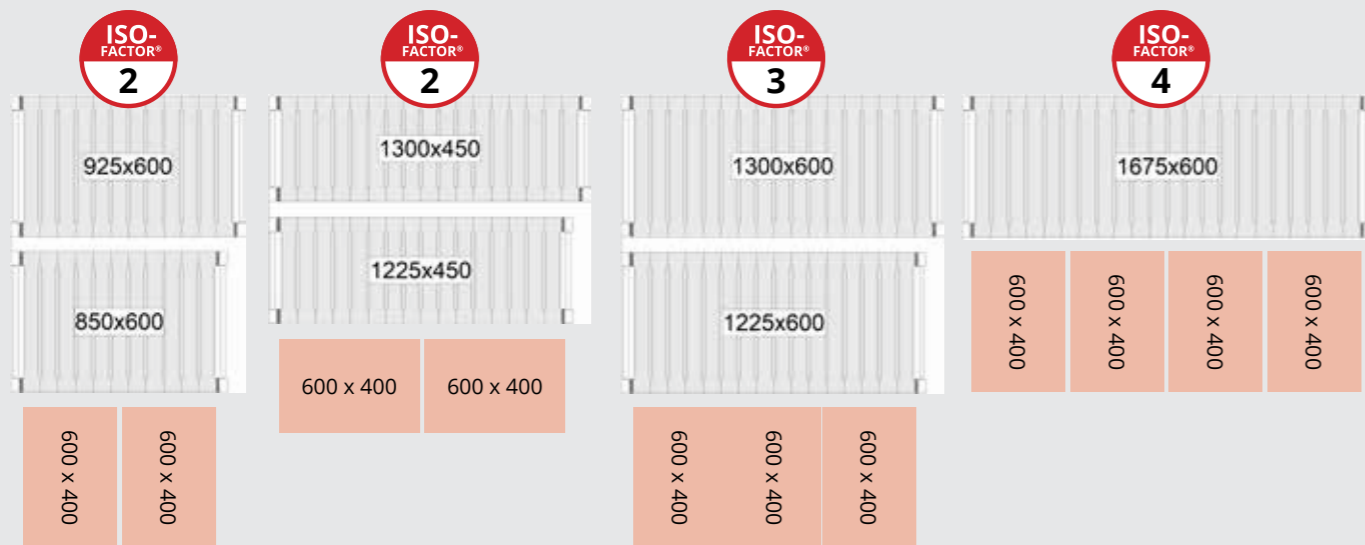 ISO-
FACTOR®
2
925x600
850x600
600 x 400
600 x 400
ISO-
FACTOR®
2
1300x450
1225x450
600 x 400
600 x 400
ISO-
FACTOR®
3
1300x600
1225x600
600 x 400
600 x 400
600 x 400
ISO-
FACTOR®
4
1675x600
600 x 400
600 x 400
600 x 400
600 x 400